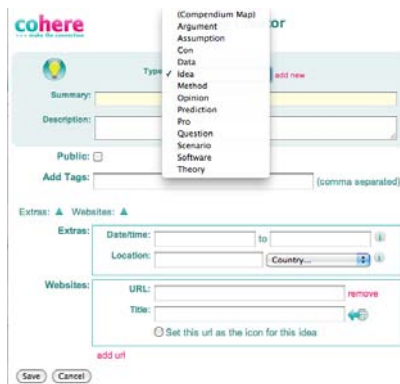 cohere
>>> make the connection
tor
(Compendium Map)
Argument
Assumption
Con
Data
Type
✓ Idea
add new
Method
Opinion
Prediction
Pro
Question
Scenario
Software
Theory
Summary:
Description:
Public:
Add Tags:
(comma separated)
Extras: ▲ Websites: ▲
Extras:
Date/time: to
Location: Country...
Websites:
URL: remove
Title:
Set this url as the icon for this idea
add url
Save Cancel